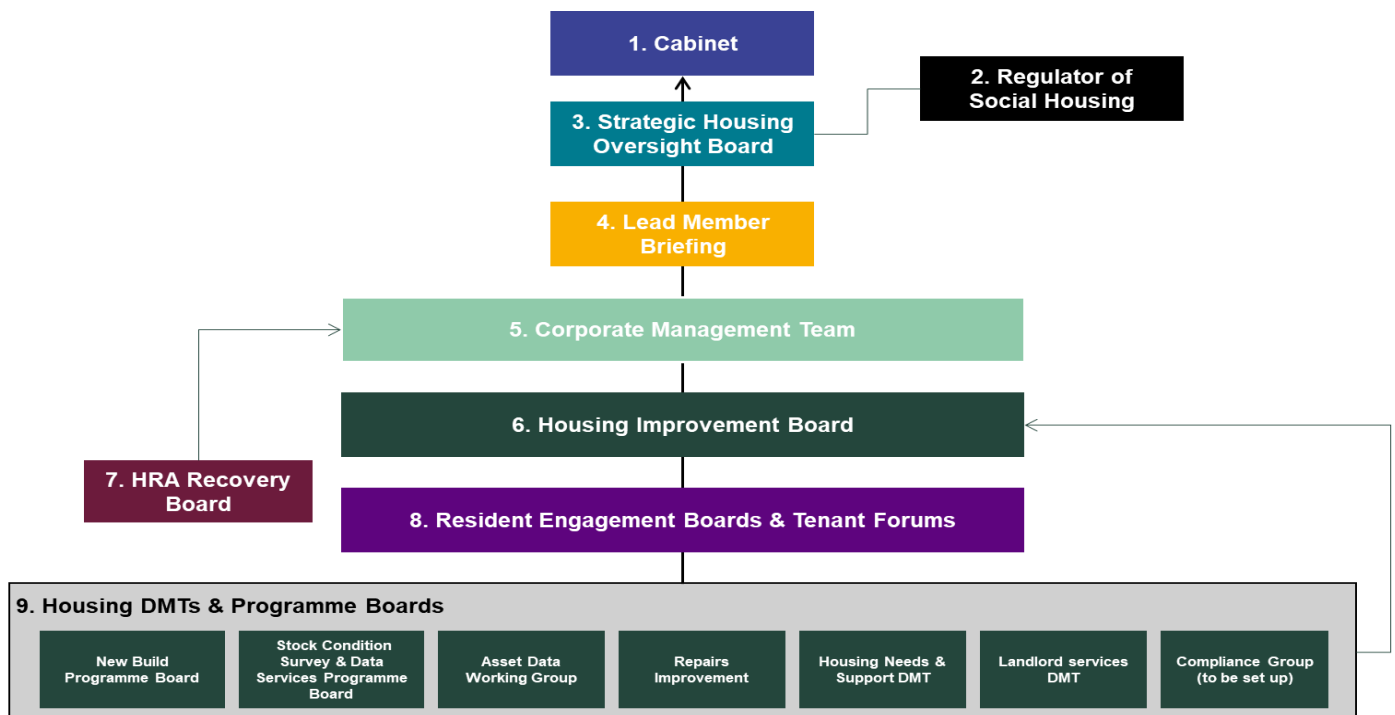 1. Cabinet
2. Regulator of
Social Housing
3. Strategic Housing
Oversight Board
4. Lead Member
Briefing
5. Corporate Management Team
6. Housing Improvement Board
7. HRA Recovery
Board
8. Resident Engagement Boards & Tenant Forums
9. Housing DMTs & Programme Boards
New Build
Programme Board
Stock Condition
Survey & Data
Services Programme
Board
Asset Data
Working Group
Repairs
Improvement
Housing Needs &
Support DMT
Landlord services
DMT
Compliance Group
(to be set up)